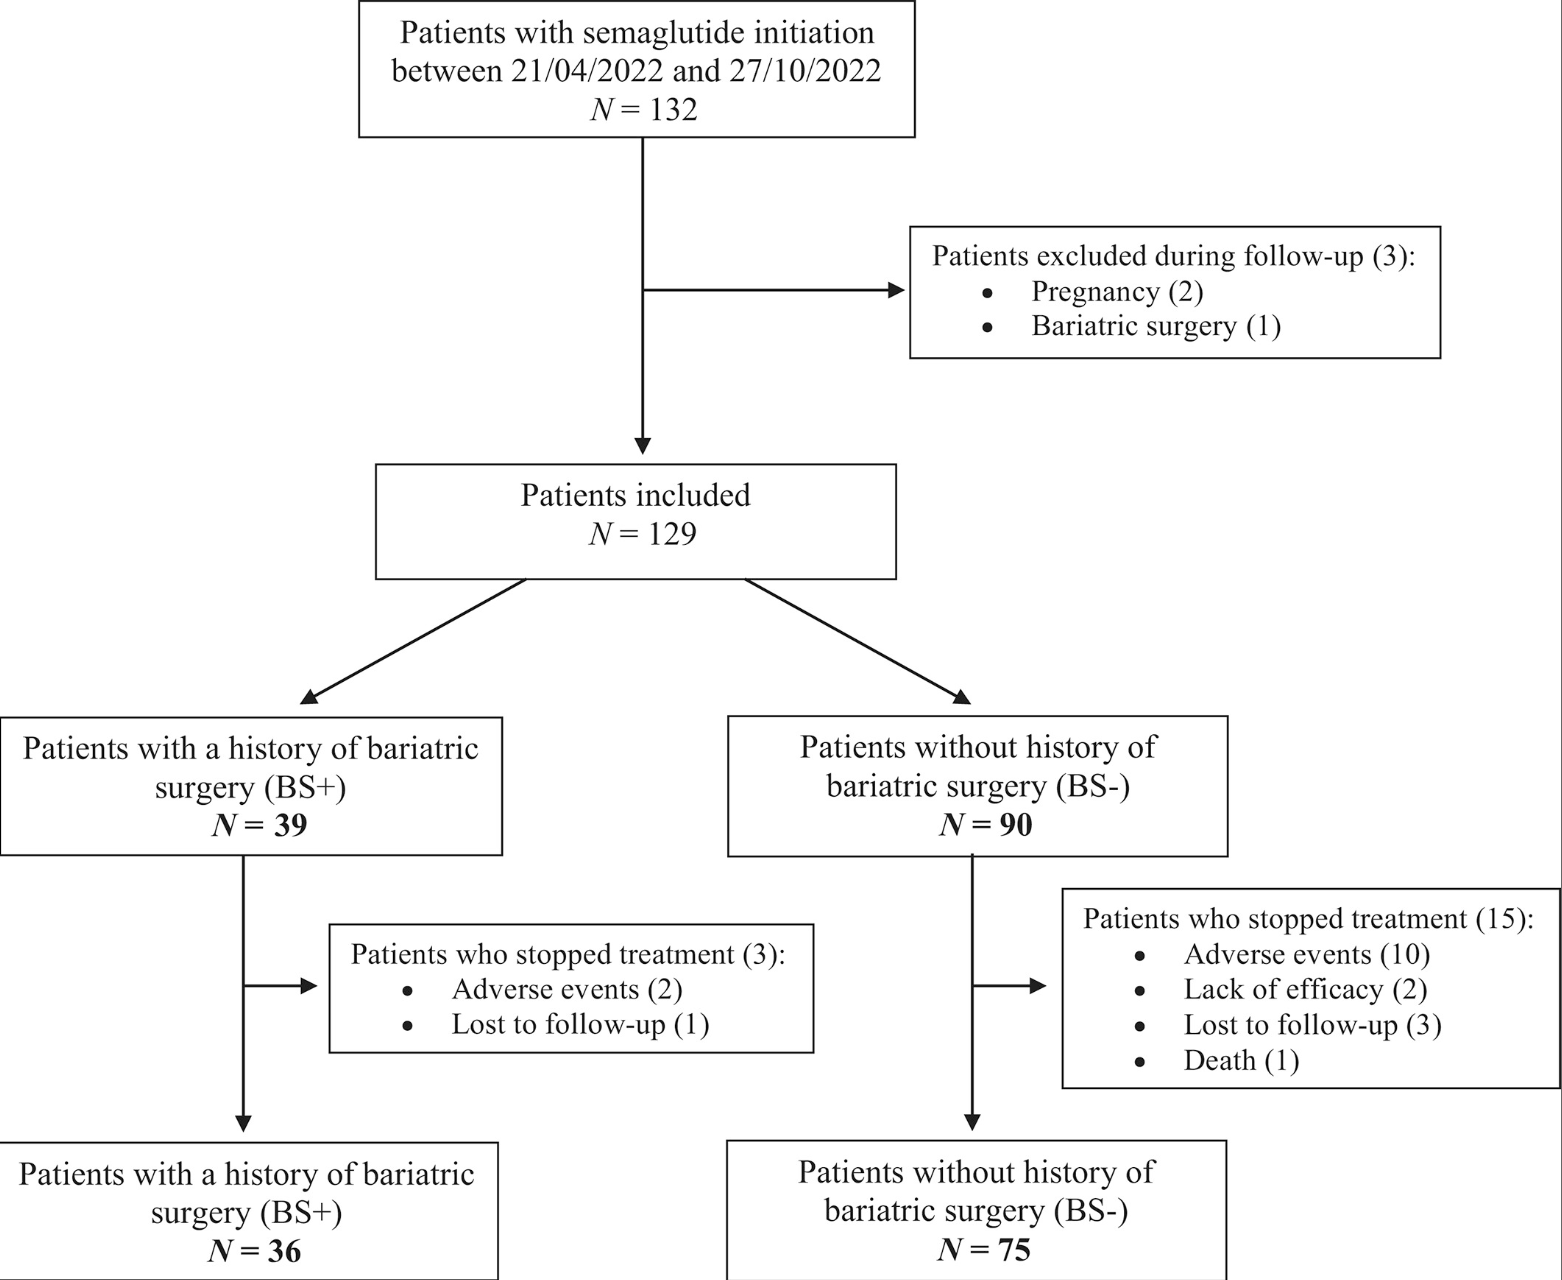 Patients with semaglutide initiation
between 21/04/2022 and 27/10/2022
N = 132
Patients excluded during follow-up (3):
• Pregnancy (2)
• Bariatric surgery (1)
Patients included
N = 129
Patients with a history of bariatric
surgery (BS+)
N = 39
Patients without history of
bariatric surgery (BS-)
N = 90
Patients who stopped treatment (3):
• Adverse events (2)
• Lost to follow-up (1)
Patients who stopped treatment (15):
• Adverse events (10)
• Lack of efficacy (2)
• Lost to follow-up (3)
• Death (1)
Patients with a history of bariatric
surgery (BS+)
N = 36
Patients without history of
bariatric surgery (BS-)
N = 75